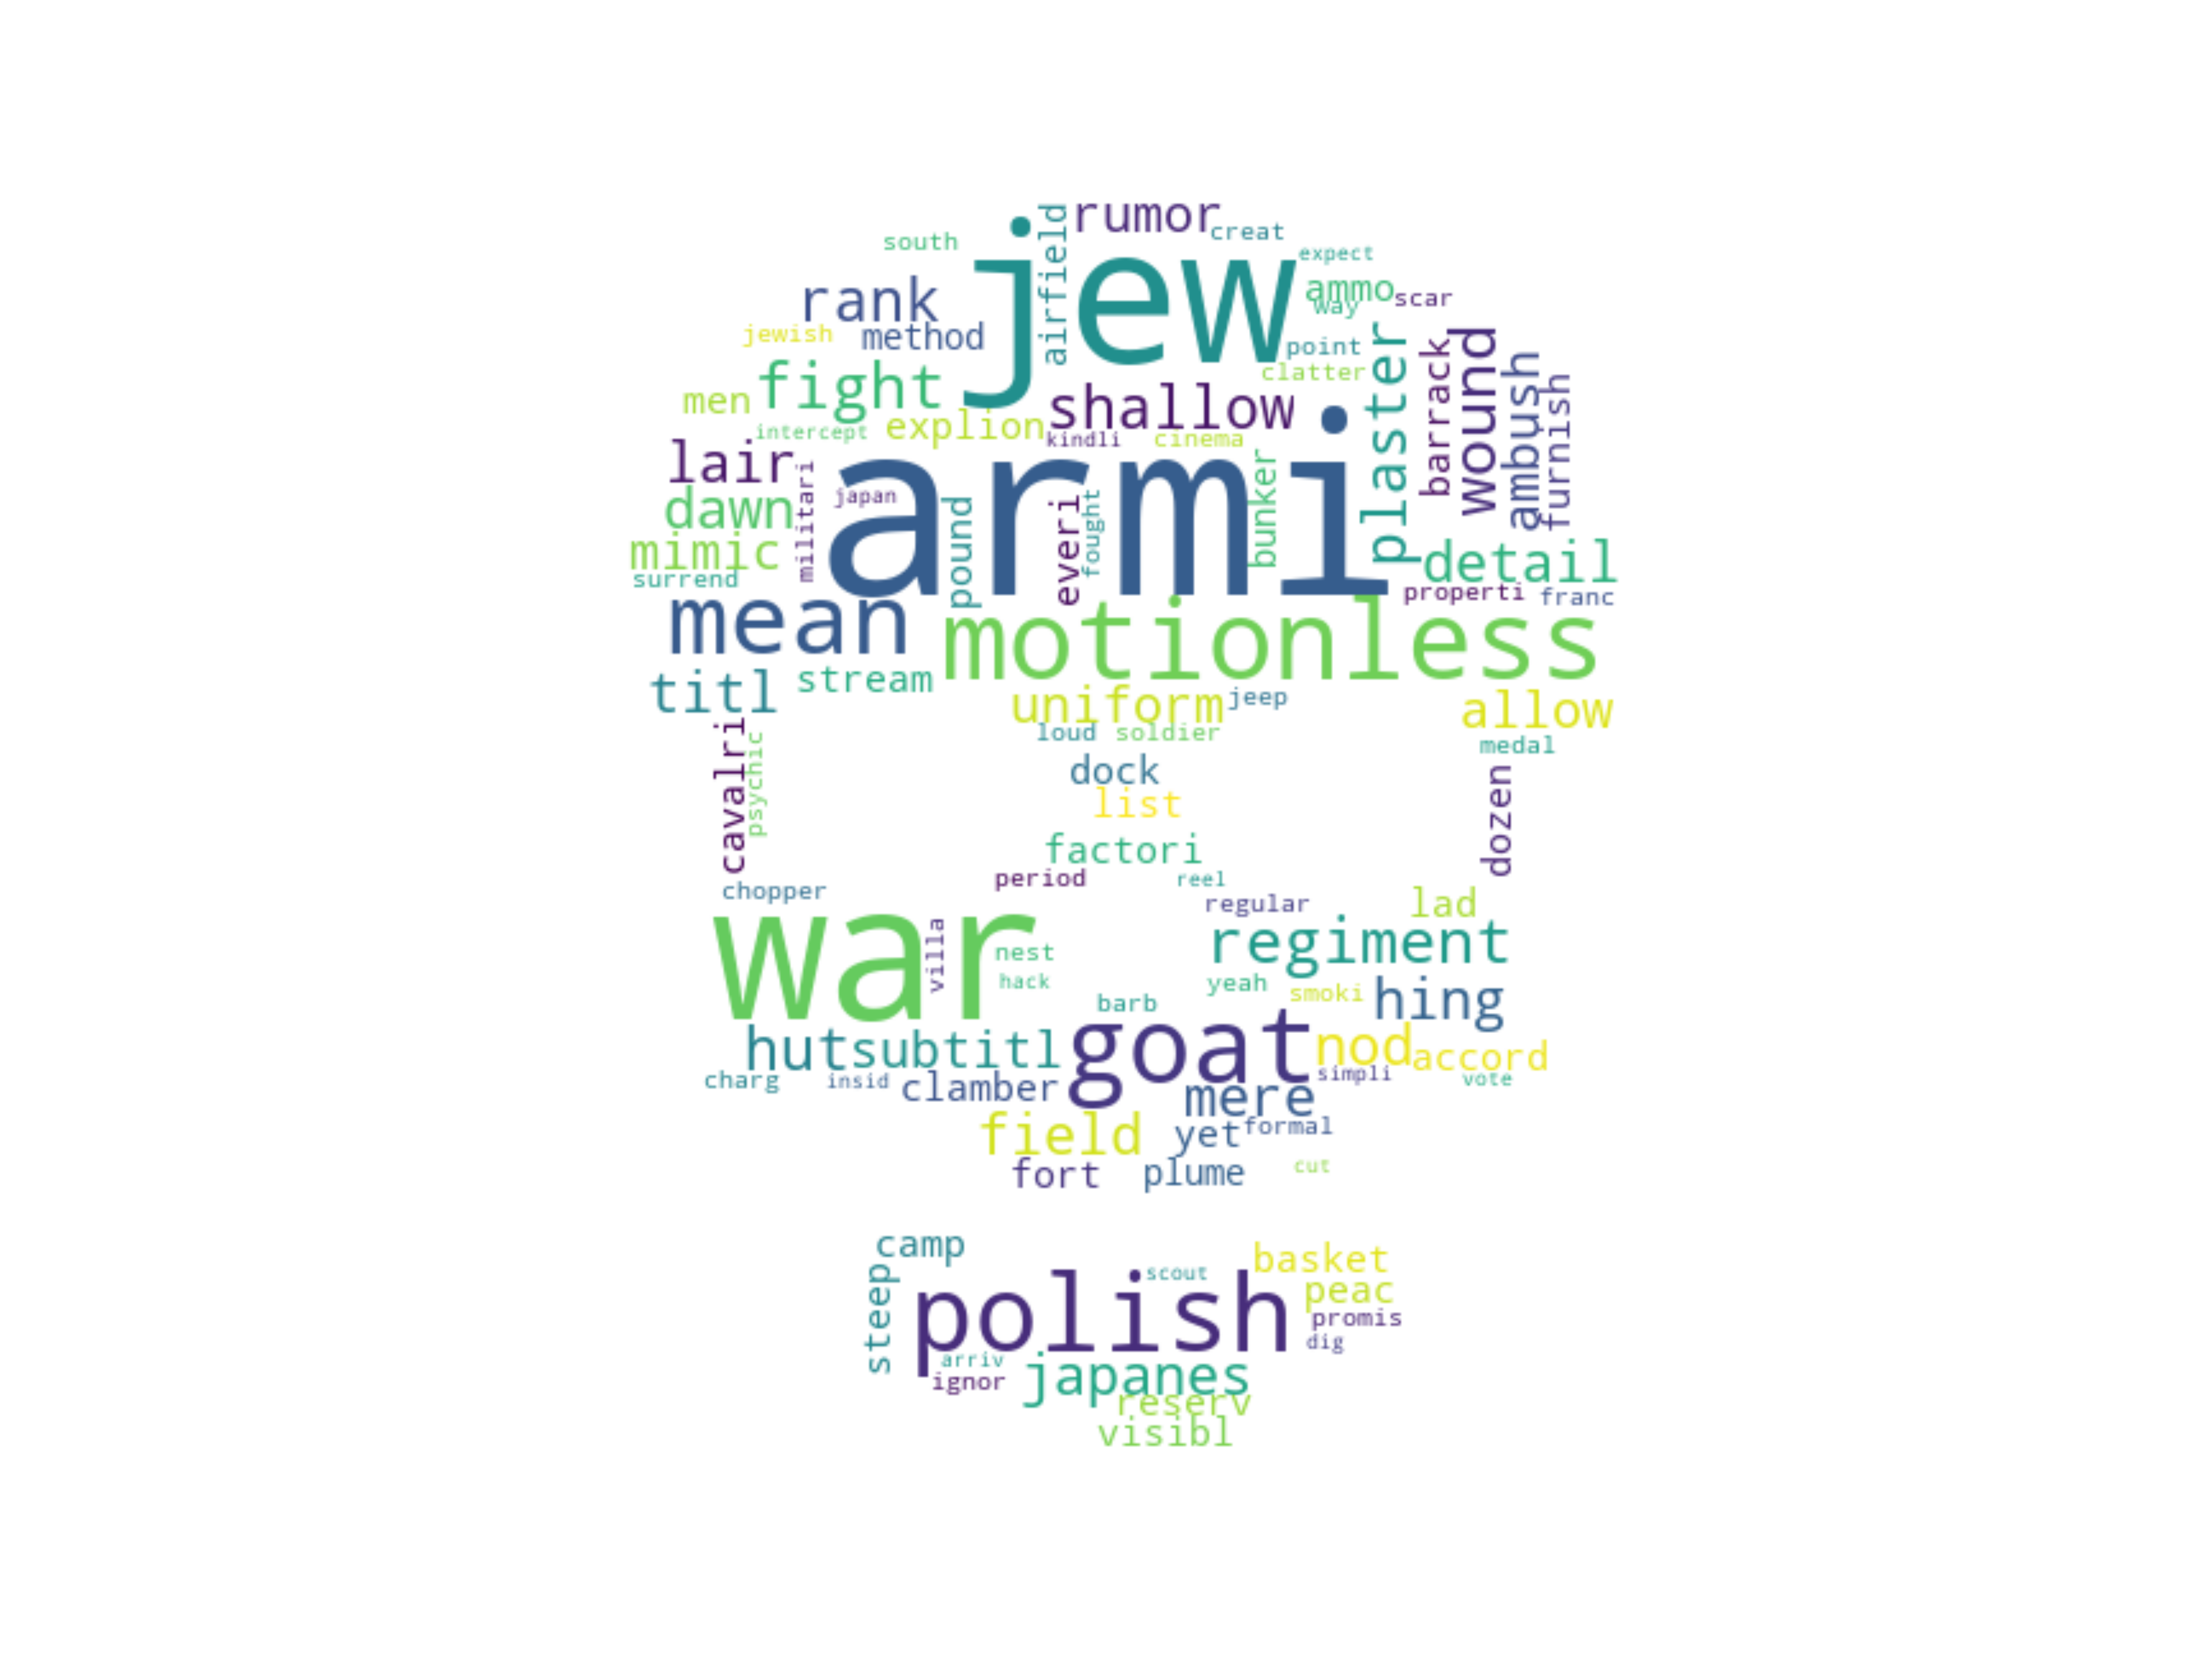 rumor
airfield
south
creat
jew
expect
ammo
scar
way
rank
jewish
method
point
plaster
barrack
wound
ambush
furnish
fight
clatter
men
shallow
explion
intercept
kindli
cinema
lair
armi
militari
japan
dawn
pound
everi
fought
bunker
mimic
detail
surrend
properti
franc
mean
motionless
titl
stream
uniform
jeep
allow
loud
soldier
medal
cavalri
psychic
dock
dozen
list
factori
period
reel
chopper
regular
lad
war
villa
nest
regiment
hack
yeah
smoki
hing
barb
hut
subtitl
goat
nod
accord
charg
insid
clamber
simpli
vote
mere
field
yet
formal
fort
plume
cut
camp
basket
steep
polish
scout
peac
promis
dig
arriv
ignor
japanes
reserv
visibl